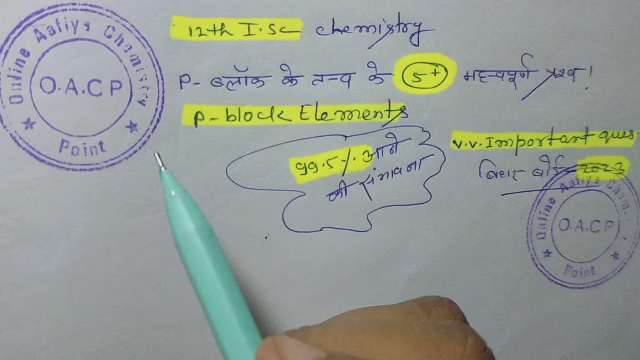 Online Aafiya Chemistry
O.A.C.P
Point
12th I.Sc chemistry
P- ब्लॉक के तत्व के 5+ महत्वपूर्ण प्रश्न!
P-block Elements
99.5% आने
की संभावना
v.v. Important ques-
बिहार बोर्ड 2023
Online Aafiya Chemistry
O.A.C.P
Point